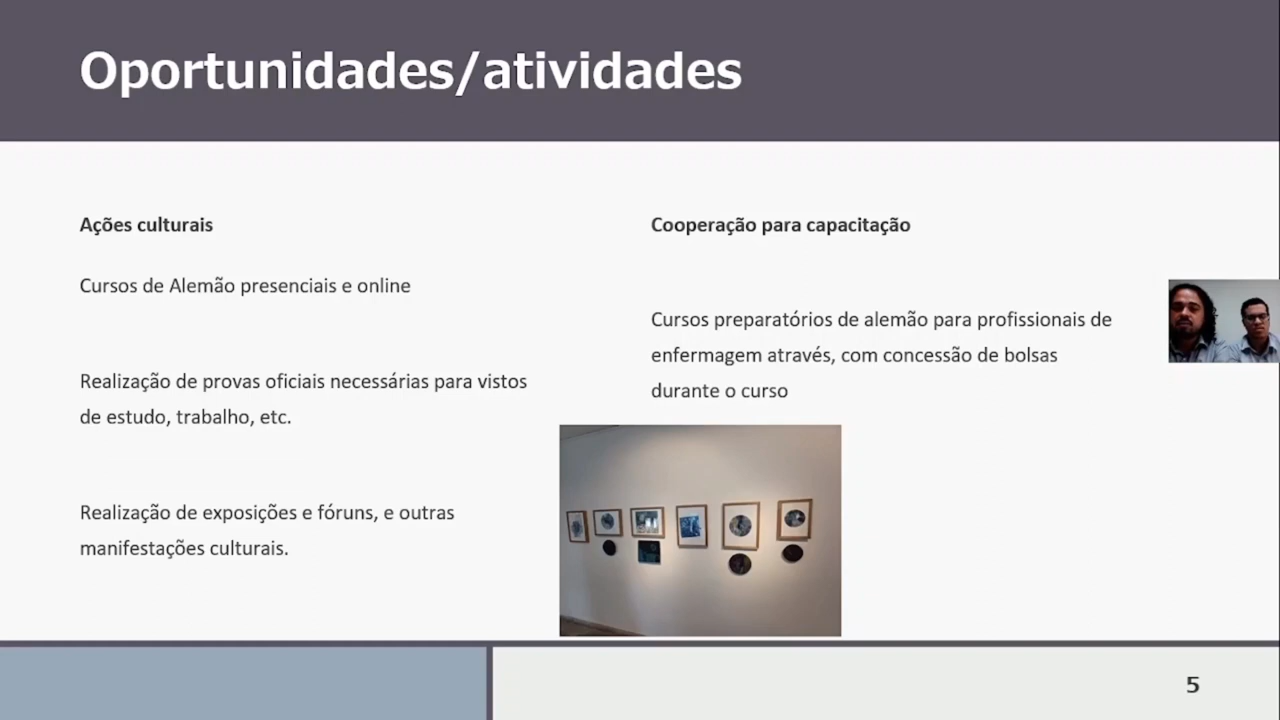 Oportunidades/atividades
Ações culturais
Cursos de Alemão presenciais e online
Realização de provas oficiais necessárias para vistos
de estudo, trabalho, etc.
Realização de exposições e fóruns, e outras
manifestações culturais.
Cooperação para capacitação
Cursos preparatórios de alemão para profissionais de
enfermagem através, com concessão de bolsas
durante o curso
5